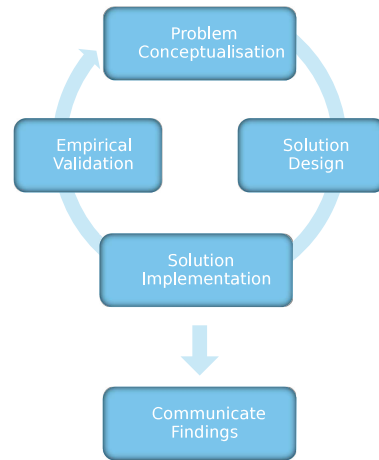 Problem
Conceptualisation
Solution
Design
Solution
Implementation
Empirical
Validation
Communicate
Findings